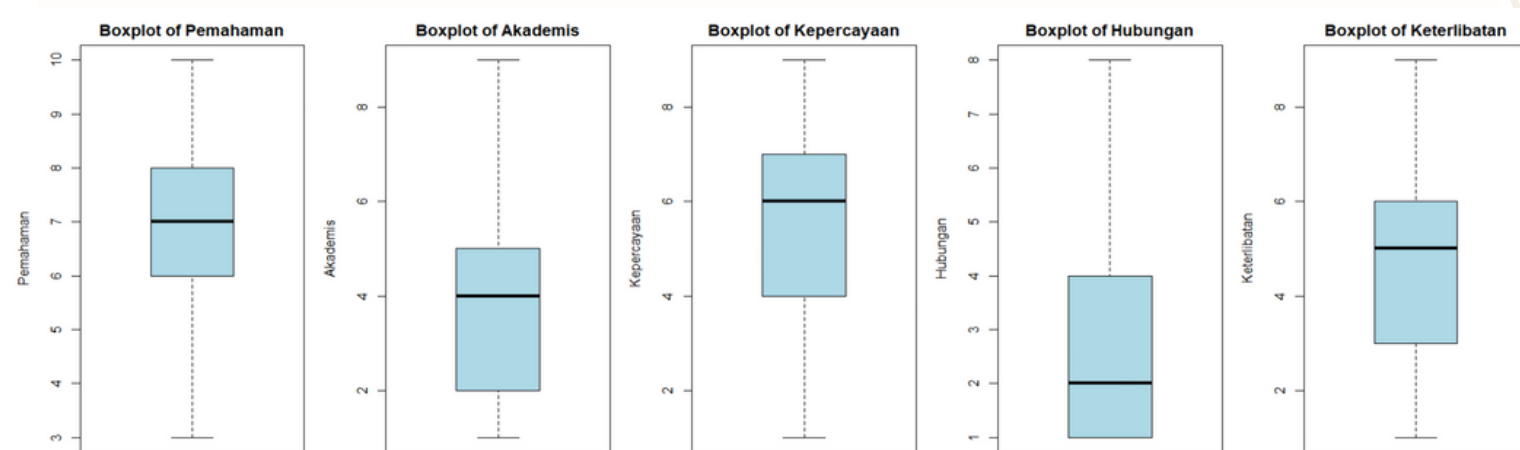 Boxplot of Pemahaman
Pemahaman
10
9
8
7
6
5
4
3
Boxplot of Akademis
Akademis
8
6
4
2
Boxplot of Kepercayaan
Kepercayaan
8
6
4
2
Boxplot of Hubungan
Hubungan
8
7
6
5
4
3
2
1
Boxplot of Keterlibatan
Keterlibatan
8
6
4
2